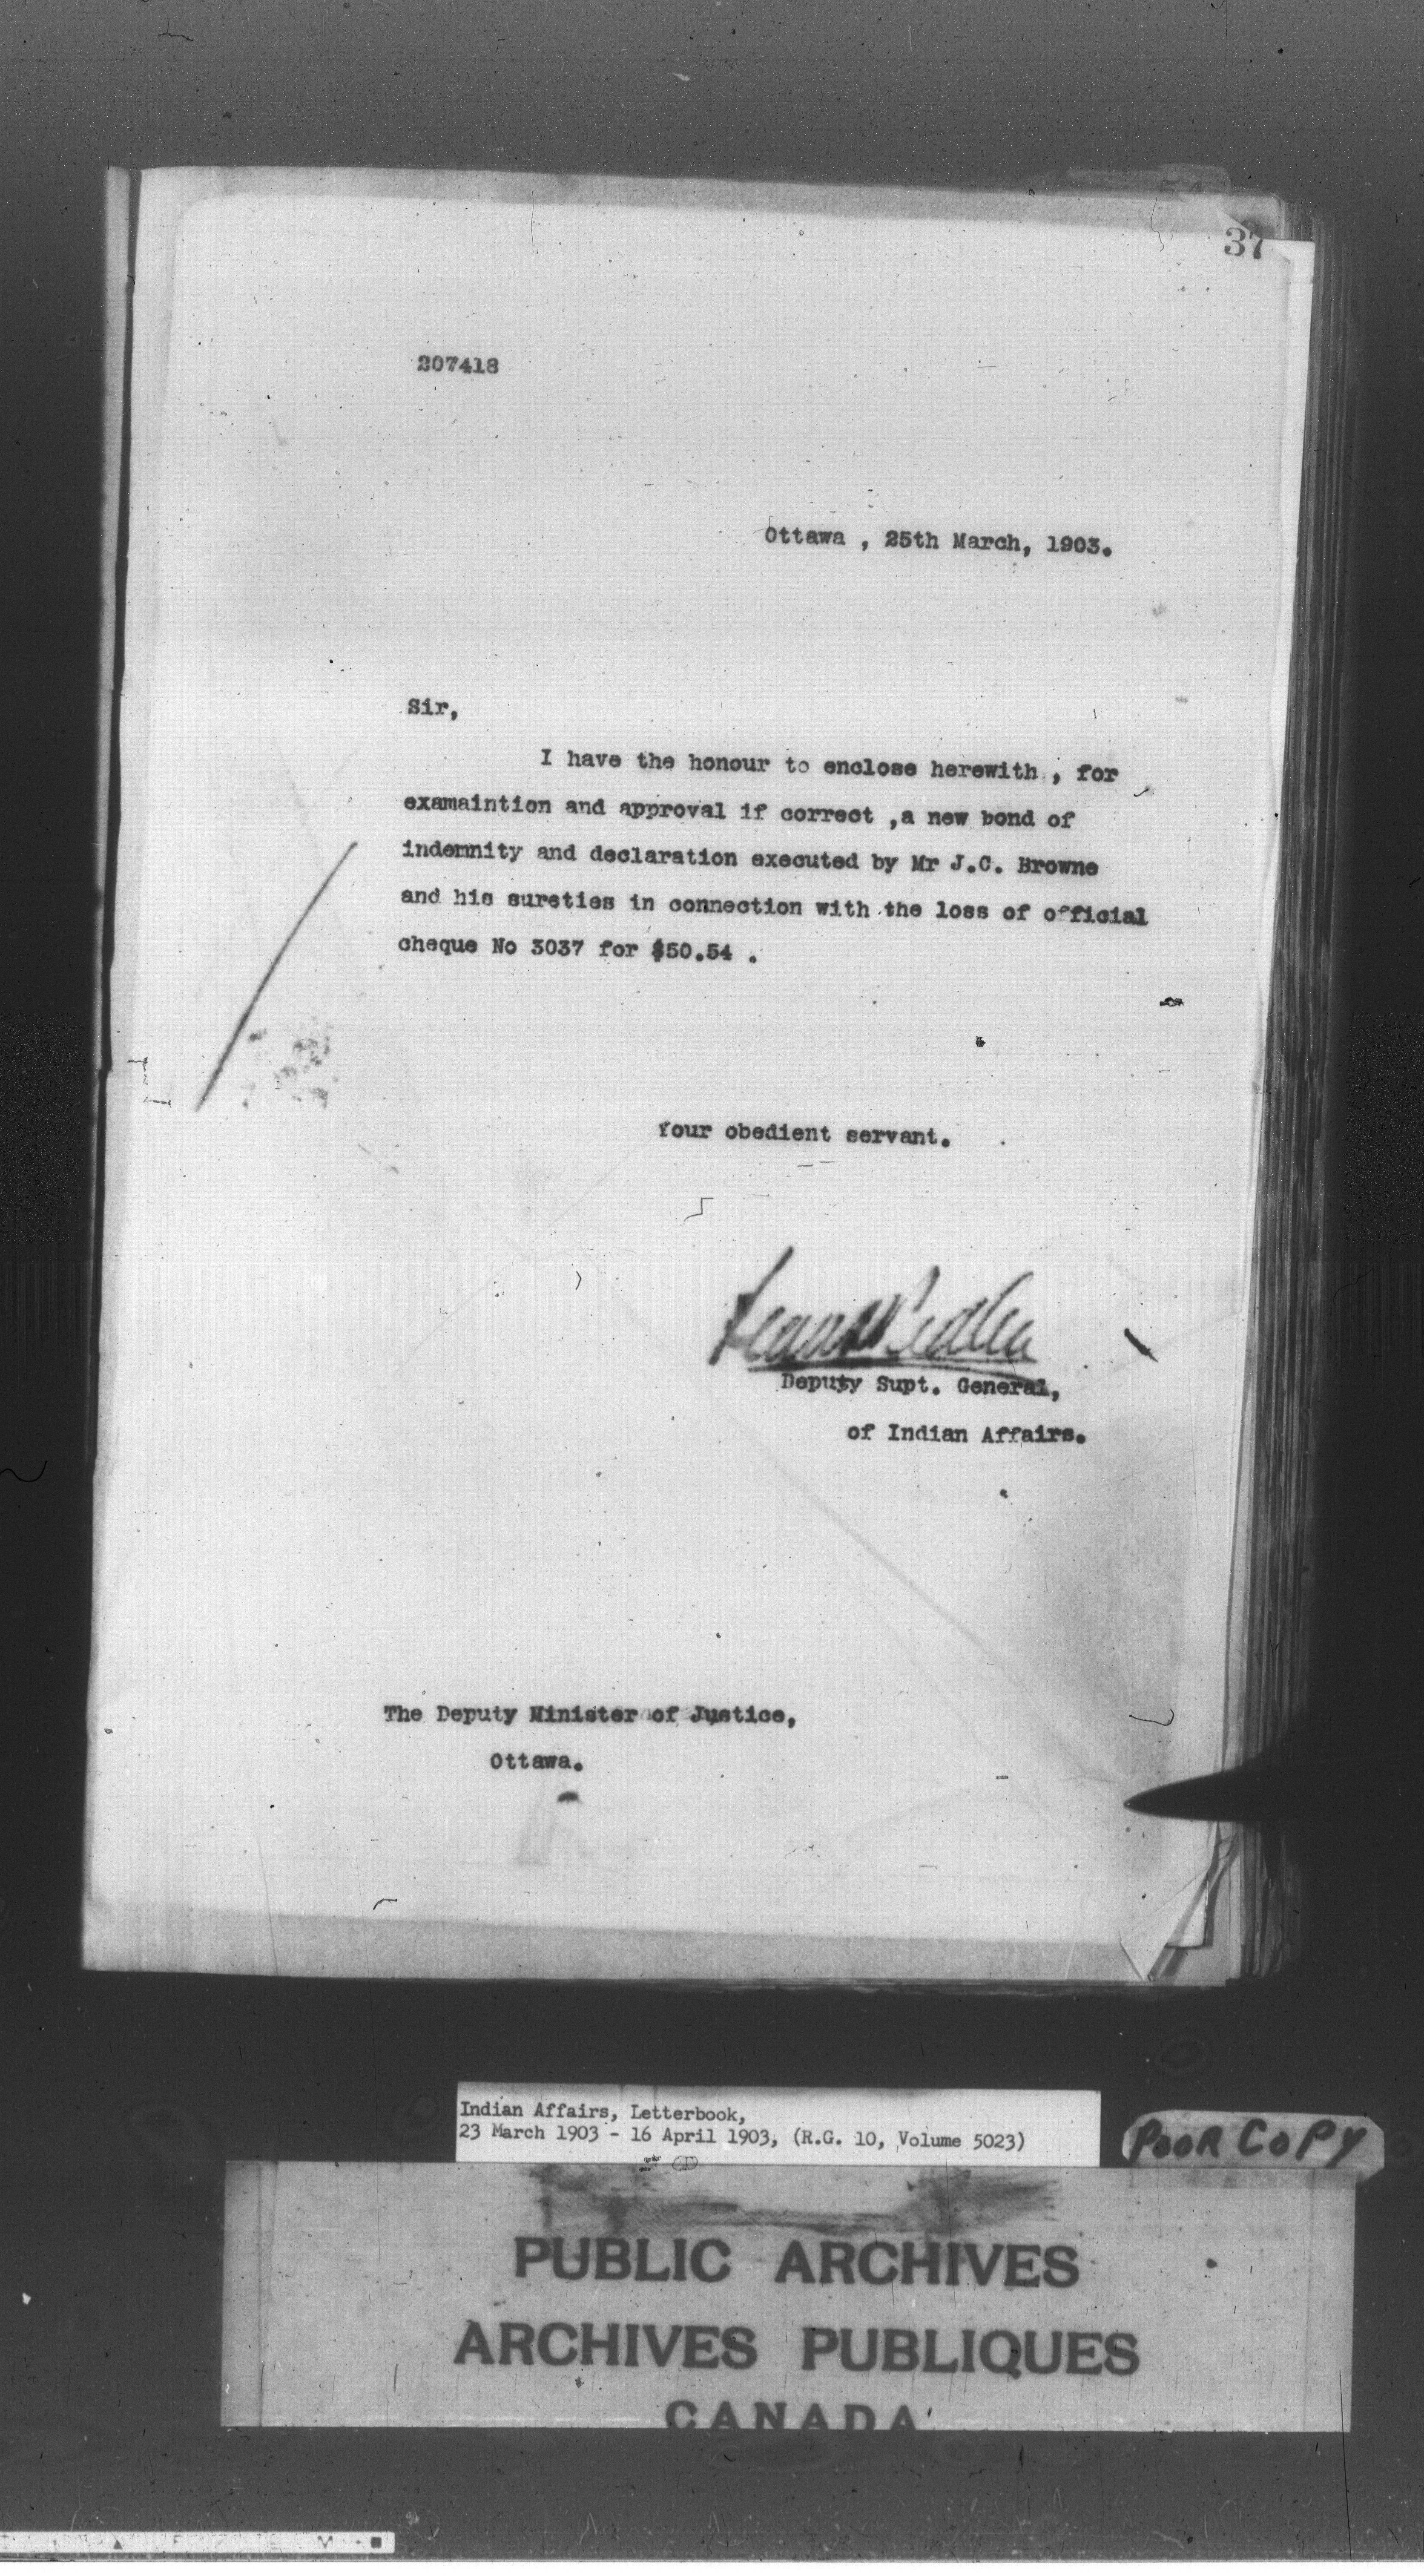 37
207418
Ottawa , 25th March, 1903.
Sir,
I have the honour to enclose herewith , for
examaintion and approval if correct ,a new bond of
indemnity and declaration executed by Mr J.C. Browne
and his sureties in connection with the loss of official
cheque No 3037 for $50.54 .
Your obedient servant.
Frank Pedley
Deputy Supt. General,
of Indian Affairs.
The Deputy Minister of Justice,
Ottawa.
Indian Affairs, Letterbook,
23 March 1903 - 16 April 1903, (R.G. 10, Volume 5023)
POOR COPY
PUBLIC ARCHIVES
ARCHIVES PUBLIQUES
CANADA